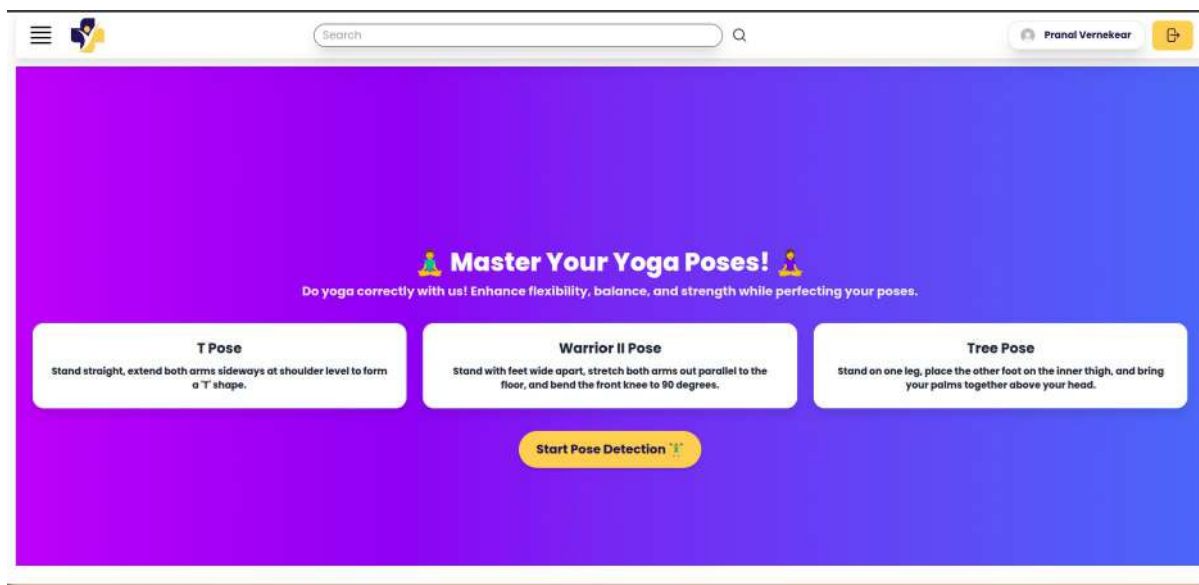 Search
Pranal Vernekear
Master Your Yoga Poses!
Do yoga correctly with us! Enhance flexibility, balance, and strength while perfecting your poses.
T Pose
Stand straight, extend both arms sideways at shoulder level to form
a 'T' shape.
Warrior II Pose
Stand with feet wide apart, stretch both arms out parallel to the
floor, and bend the front knee to 90 degrees.
Tree Pose
Stand on one leg, place the other foot on the inner thigh, and bring
your palms together above your head.
Start Pose Detection